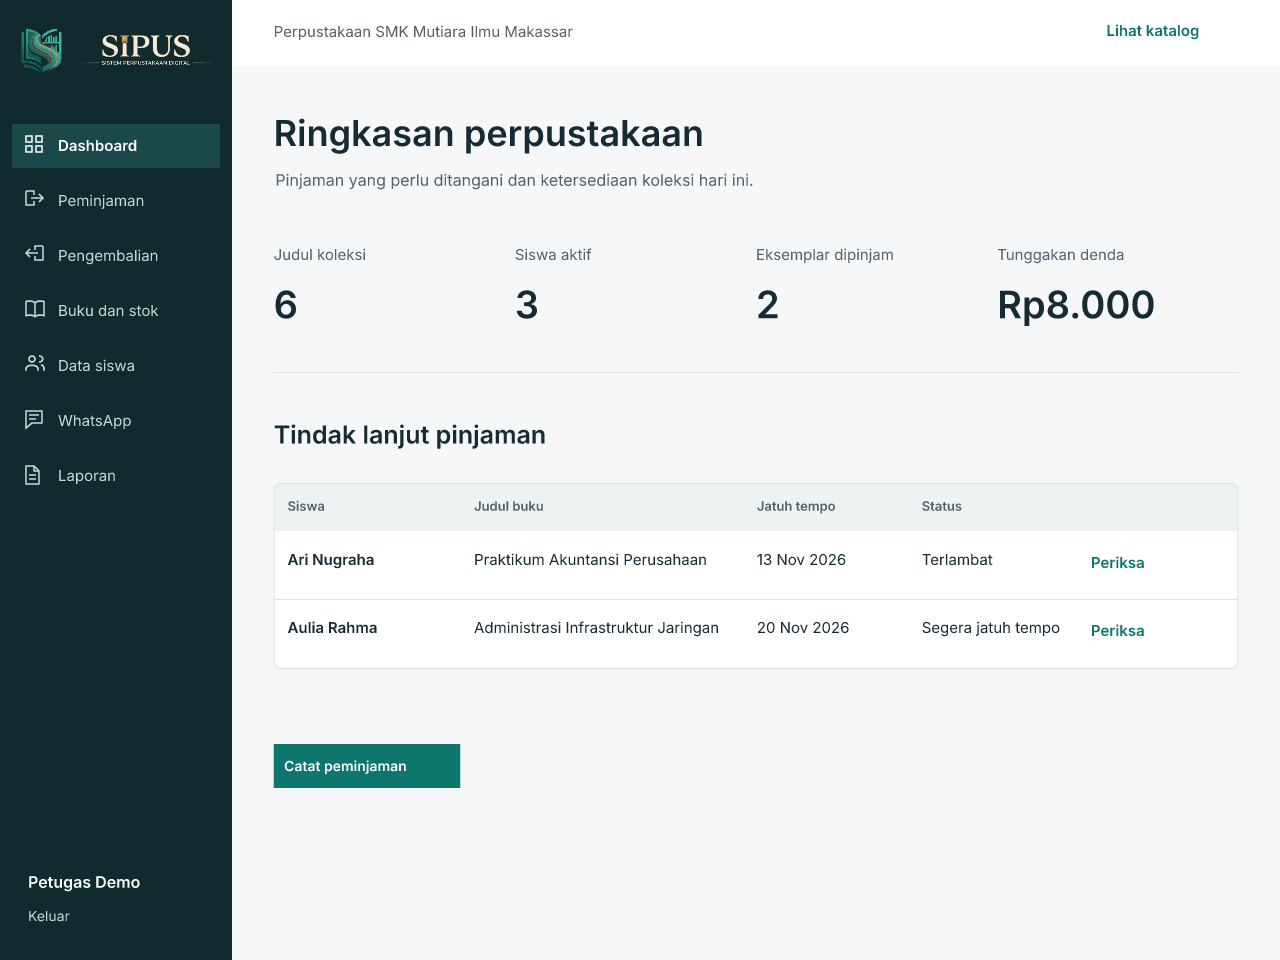 SIPUS
SISTEM PERPUSTAKAAN DIGITAL
Dashboard
Peminjaman
Pengembalian
Buku dan stok
Data siswa
WhatsApp
Laporan
Petugas Demo
Keluar
Perpustakaan SMK Mutiara Ilmu Makassar
Lihat katalog
Ringkasan perpustakaan
Pinjaman yang perlu ditangani dan ketersediaan koleksi hari ini.
Judul koleksi
6
Siswa aktif
3
Eksemplar dipinjam
2
Tunggakan denda
Rp8.000
Tindak lanjut pinjaman
Siswa Judul buku Jatuh tempo Status
Ari Nugraha Praktikum Akuntansi Perusahaan 13 Nov 2026 Terlambat Periksa
Aulia Rahma Administrasi Infrastruktur Jaringan 20 Nov 2026 Segera jatuh tempo Periksa
Catat peminjaman